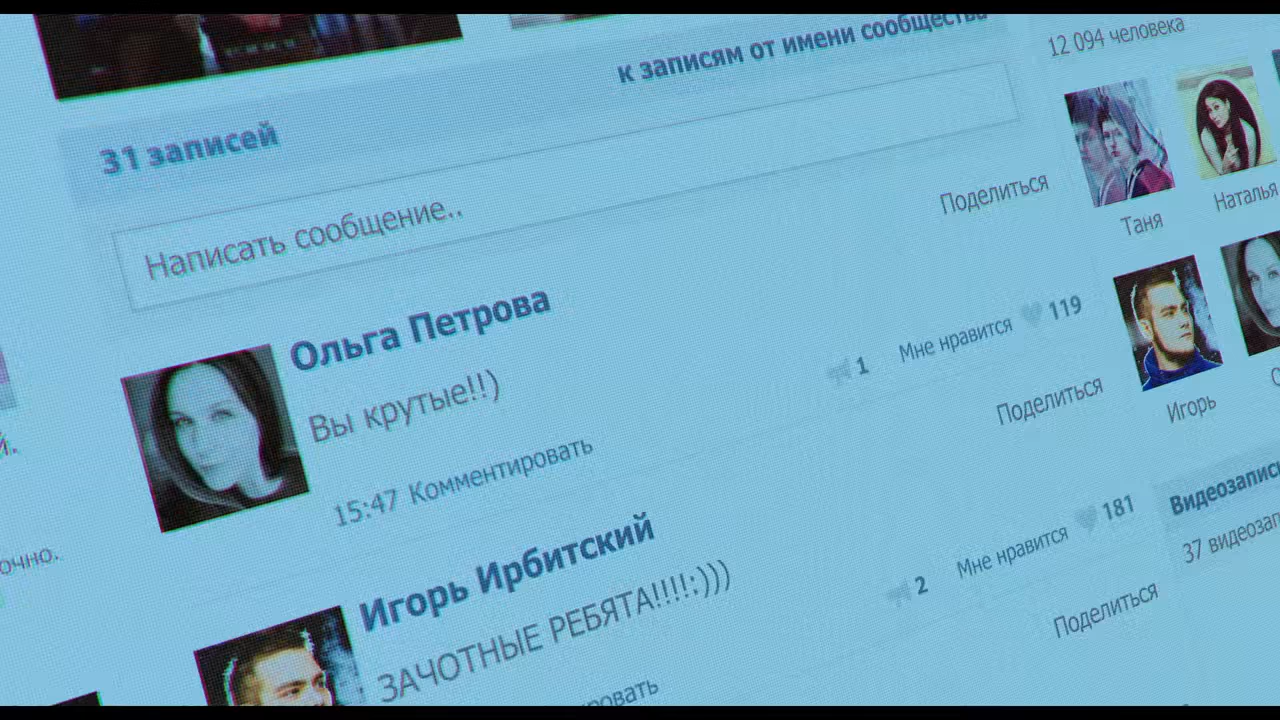 к записям от имени сообщества
31 записей
Написать сообщение..
Поделиться
Ольга Петрова
Вы крутые!!)
15:47 Комментировать
1 Мне нравится 119
Поделиться
Игорь Ирбитский
ЗАЧОТНЫЕ РЕБЯТА!!!!:)))
2 Мне нравится 181
Поделиться
12 094 человека
Таня
Наталья
Игорь
37